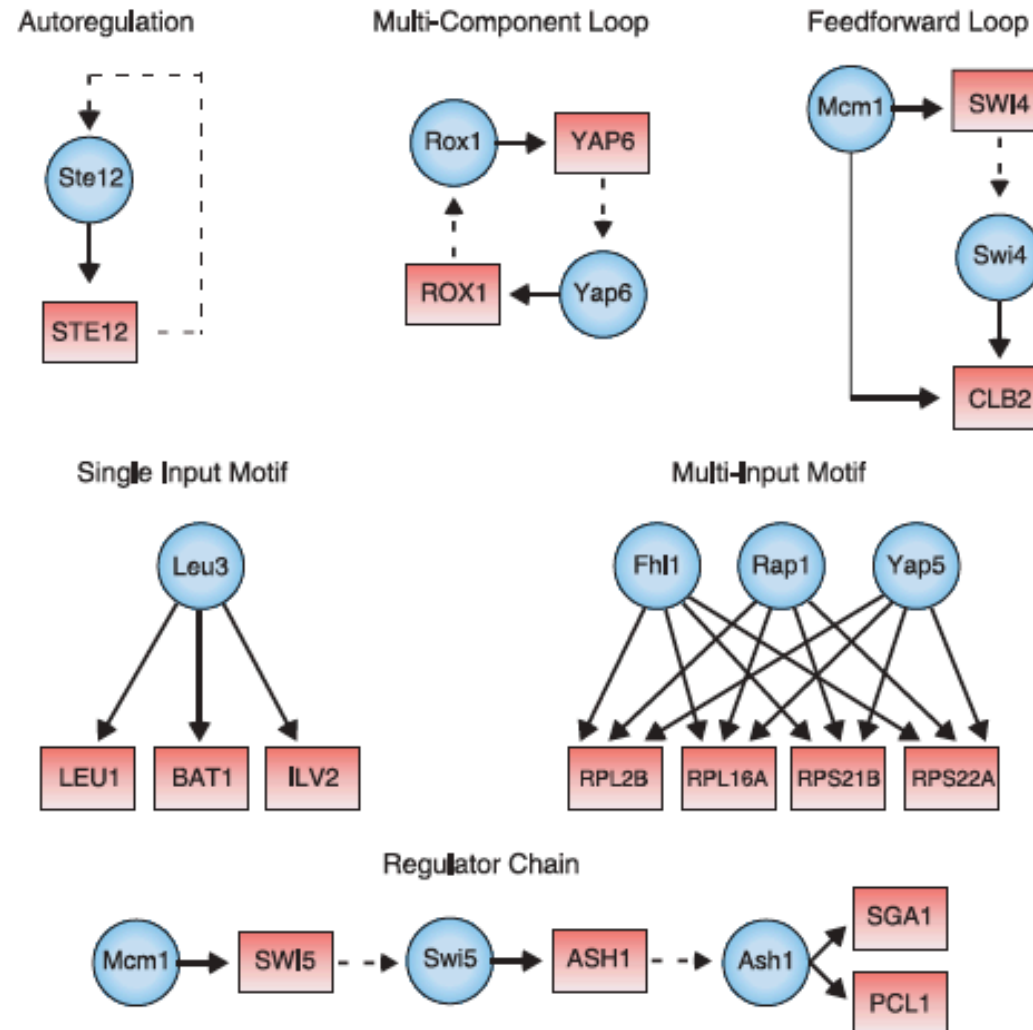 Autoregulation
Multi-Component Loop
Feedforward Loop
Ste12
STE12
Rox1
YAP6
ROX1
Yap6
Mcm1
SWI4
Swi4
CLB2
Single Input Motif
Multi-Input Motif
Leu3
LEU1
BAT1
ILV2
Fhl1
Rap1
Yap5
RPL2B
RPL16A
RPS21B
RPS22A
Regulator Chain
Mcm1
SWI5
Swi5
ASH1
Ash1
SGA1
PCL1